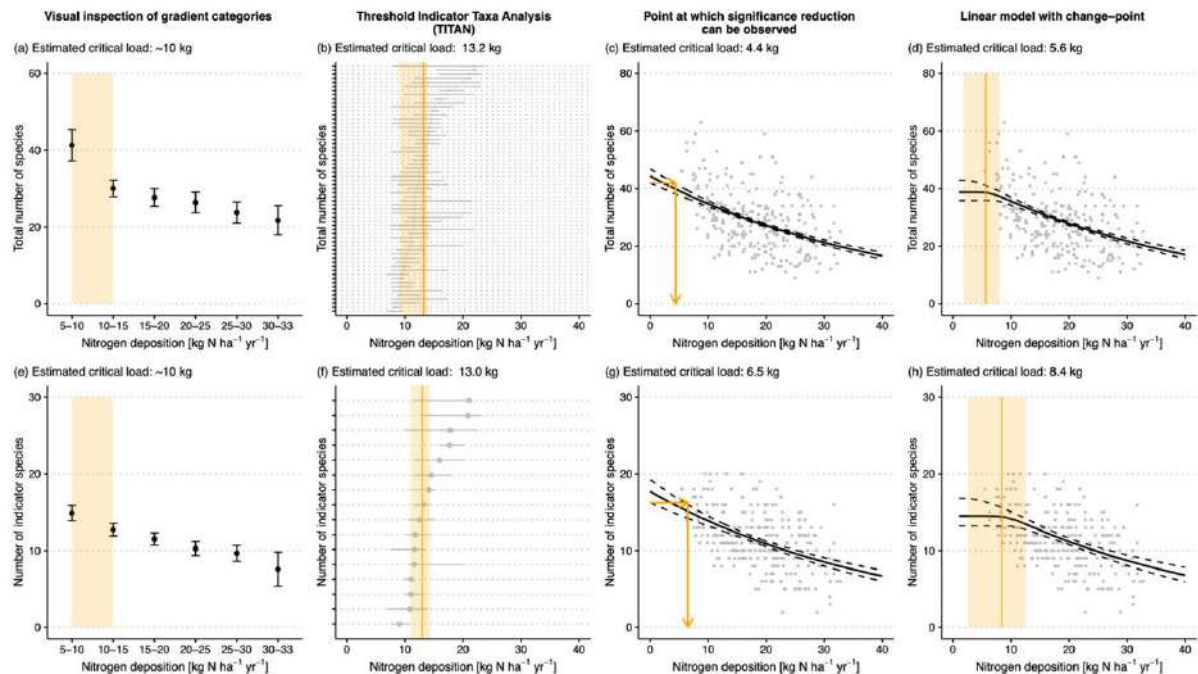 Visual inspection of gradient categories
Threshold Indicator Taxa Analysis
(TITAN)
Point at which significance reduction
can be observed
Linear model with change–point
(a) Estimated critical load: ~10 kg
(b) Estimated critical load: 13.2 kg
(c) Estimated critical load: 4.4 kg
(d) Estimated critical load: 5.6 kg
Total number of species
60
40
20
0
5–10 10–15 15–20 20–25 25–30 30–33
Nitrogen deposition [kg N ha⁻¹ yr⁻¹]
Total number of species
0 10 20 30 40
Nitrogen deposition [kg N ha⁻¹ yr⁻¹]
Total number of species
80
60
40
20
0
0 10 20 30 40
Nitrogen deposition [kg N ha⁻¹ yr⁻¹]
Total number of species
80
60
40
20
0
0 10 20 30 40
Nitrogen deposition [kg N ha⁻¹ yr⁻¹]
(e) Estimated critical load: ~10 kg
(f) Estimated critical load: 13.0 kg
(g) Estimated critical load: 6.5 kg
(h) Estimated critical load: 8.4 kg
Number of indicator species
30
20
10
0
5–10 10–15 15–20 20–25 25–30 30–33
Nitrogen deposition [kg N ha⁻¹ yr⁻¹]
Number of indicator species
0 10 20 30 40
Nitrogen deposition [kg N ha⁻¹ yr⁻¹]
Number of indicator species
30
20
10
0
0 10 20 30 40
Nitrogen deposition [kg N ha⁻¹ yr⁻¹]
Number of indicator species
30
20
10
0
0 10 20 30 40
Nitrogen deposition [kg N ha⁻¹ yr⁻¹]